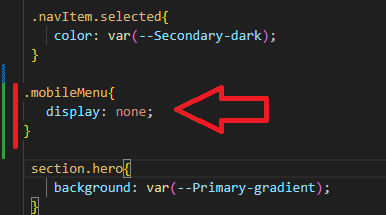 .navItem.selected{
color: var(--Secondary-dark);
}
.mobileMenu{
display: none;
}
section.hero{
background: var(--Primary-gradient);
}